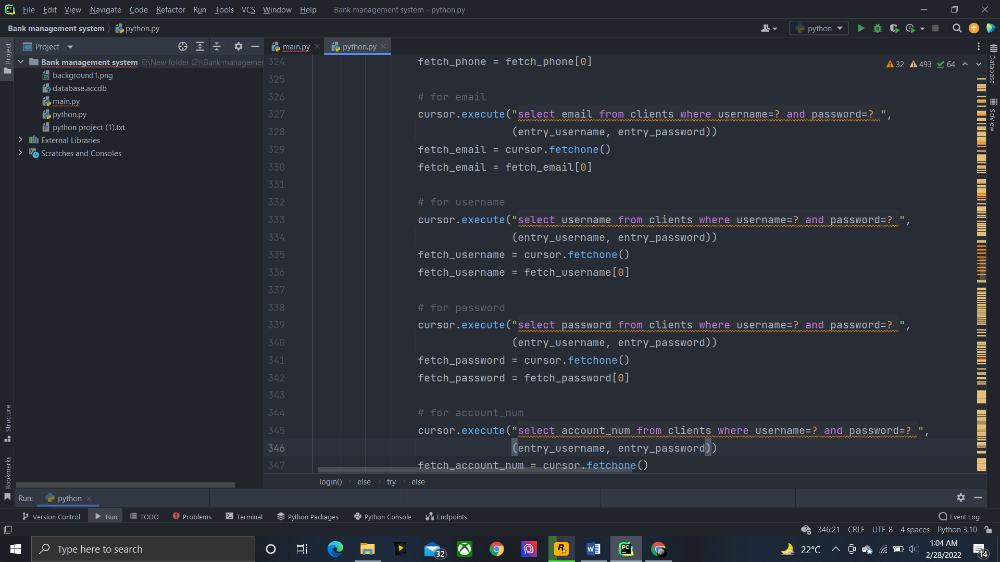 File Edit View Navigate Code Refactor Run Tools VCS Window Help Bank management system - python.py
Bank management system python.py
python
Project
Project
main.py
python.py
Bank management system E:\New folder (2)\Bank managemen
background1.png
database.accdb
main.py
python.py
python project (1).txt
External Libraries
Scratches and Consoles
32 493 64
324 fetch_phone = fetch_phone[0]
325
326 # for email
327 cursor.execute("select email from clients where username=? and password=? ",
328 (entry_username, entry_password))
329 fetch_email = cursor.fetchone()
330 fetch_email = fetch_email[0]
331
332 # for username
333 cursor.execute("select username from clients where username=? and password=? ",
334 (entry_username, entry_password))
335 fetch_username = cursor.fetchone()
336 fetch_username = fetch_username[0]
337
338 # for password
339 cursor.execute("select password from clients where username=? and password=? ",
340 (entry_username, entry_password))
341 fetch_password = cursor.fetchone()
342 fetch_password = fetch_password[0]
343
344 # for account_num
345 cursor.execute("select account_num from clients where username=? and password=? ",
346 (entry_username, entry_password))
347 fetch_account_num = cursor.fetchone()
Database
SciView
Structure
Bookmarks
login() else try else
Run: python
Version Control Run TODO Problems Terminal Python Packages Python Console Endpoints Event Log
346:21 CRLF UTF-8 4 spaces Python 3.10
Type here to search
32
22°C
1:04 AM
2/28/2022
14